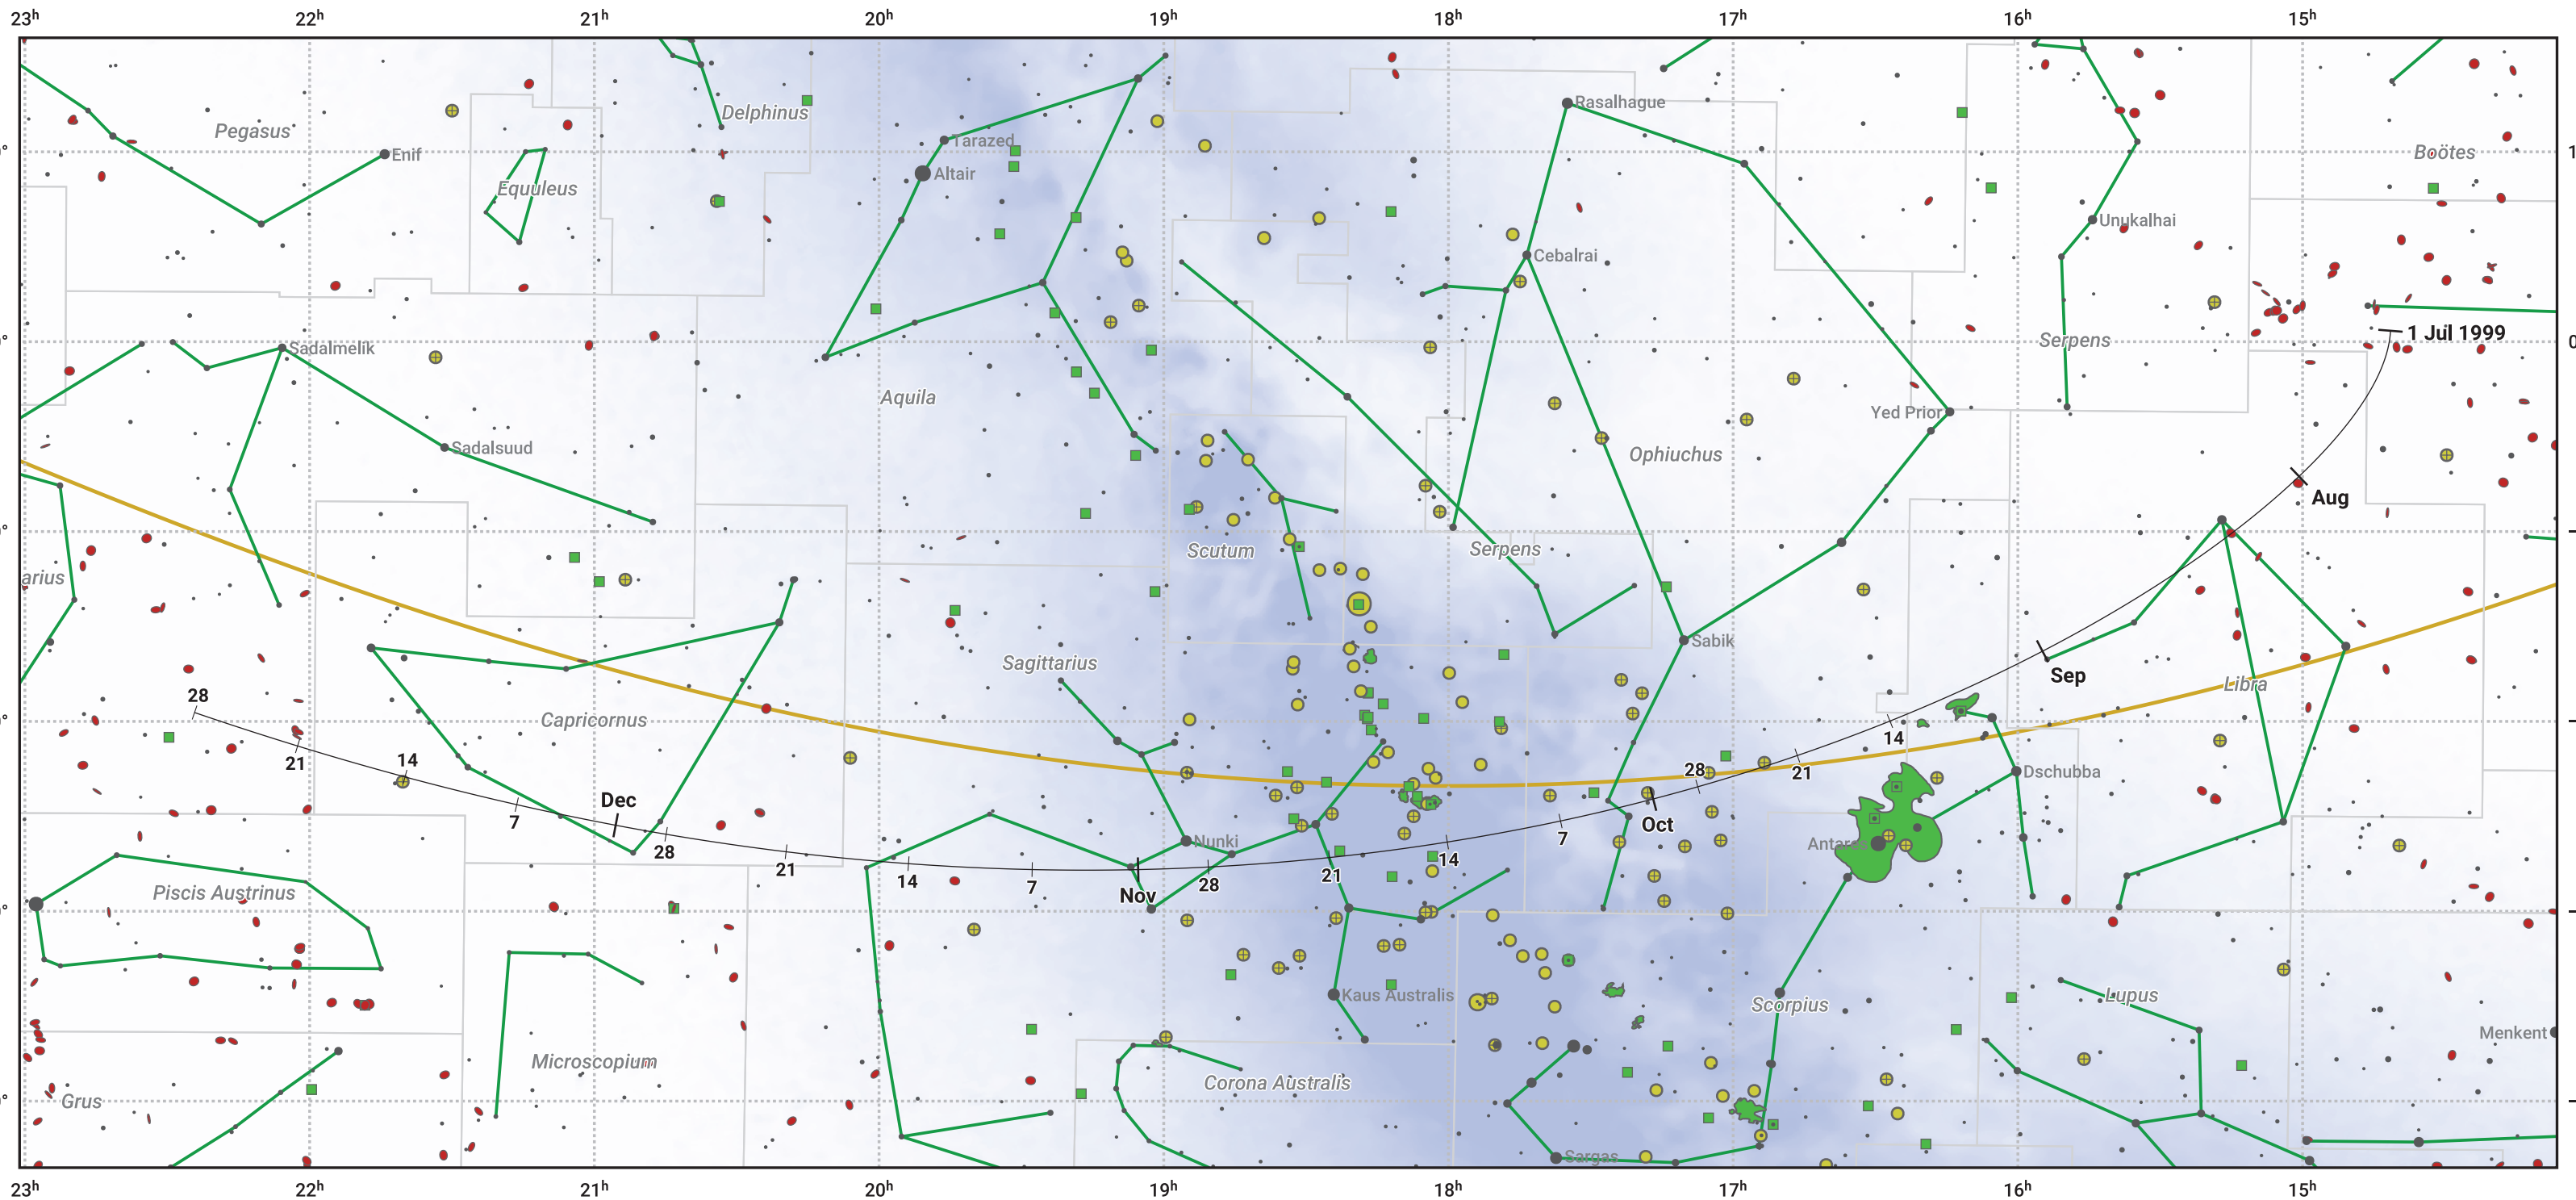 23h 22h 21h 20h 19h 18h 17h 16h 15h
Delphinus
Pegasus
Rasalhague
Tarazed
Enif
Boötes
1
Altair
Equuleus
Unukalhai
Cebalrai
1 Jul 1999
Serpens
0
Sadalmelik
Aquila
Yed Prior
Sadalsuud
Ophiuchus
Aug
Scutum
Serpens
arius
Sabik
Sagittarius
Sep
Libra
28
Capricornus
14
21
14
28
21
Dschubba
7
Dec
Oct
7
Nunki
Antares
28
21
14
7
Nov
28
21
14
Piscis Austrinus
Kaus Australis
Scorpius
Lupus
Menkent
Microscopium
Corona Australis
Grus
Sargas
23h 22h 21h 20h 19h 18h 17h 16h 15h